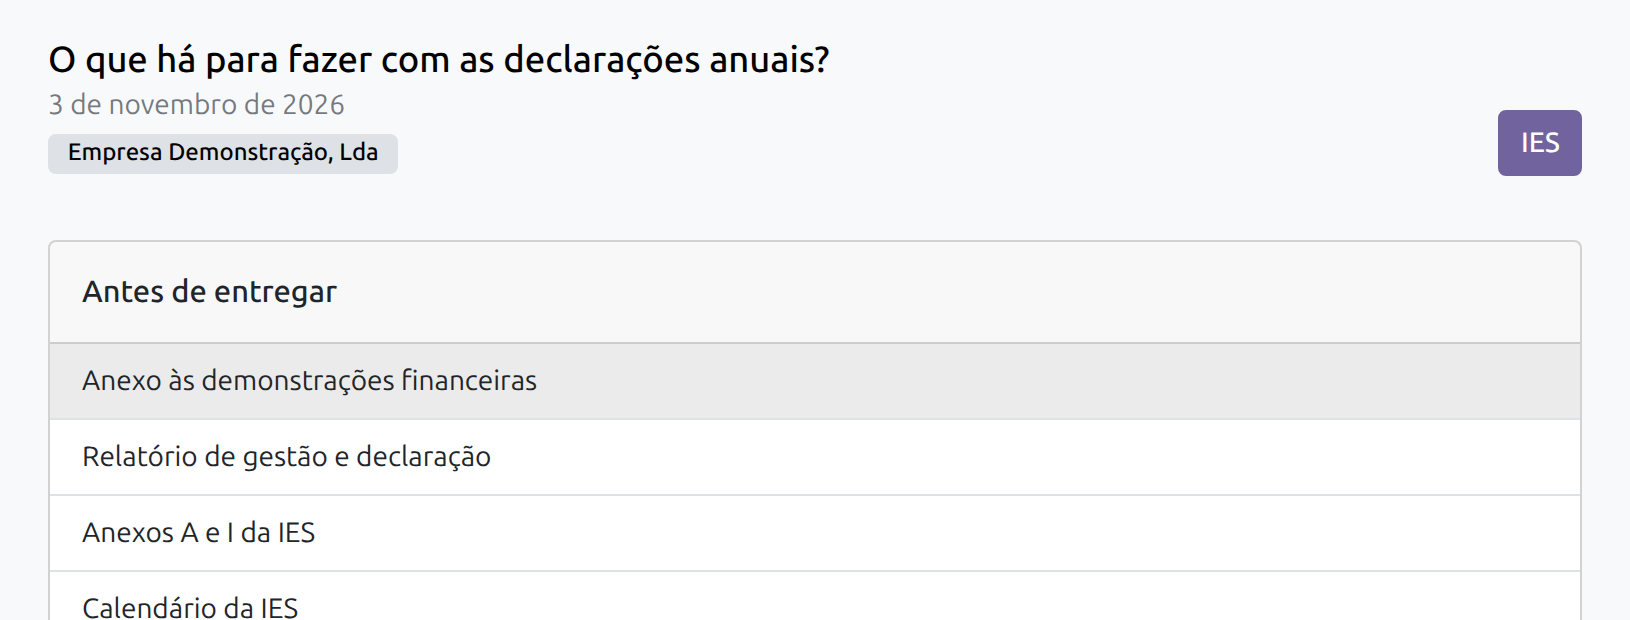 O que há para fazer com as declarações anuais?
3 de novembro de 2026
Empresa Demonstração, Lda
IES
Antes de entregar
Anexo às demonstrações financeiras
Relatório de gestão e declaração
Anexos A e I da IES
Calendário da IES